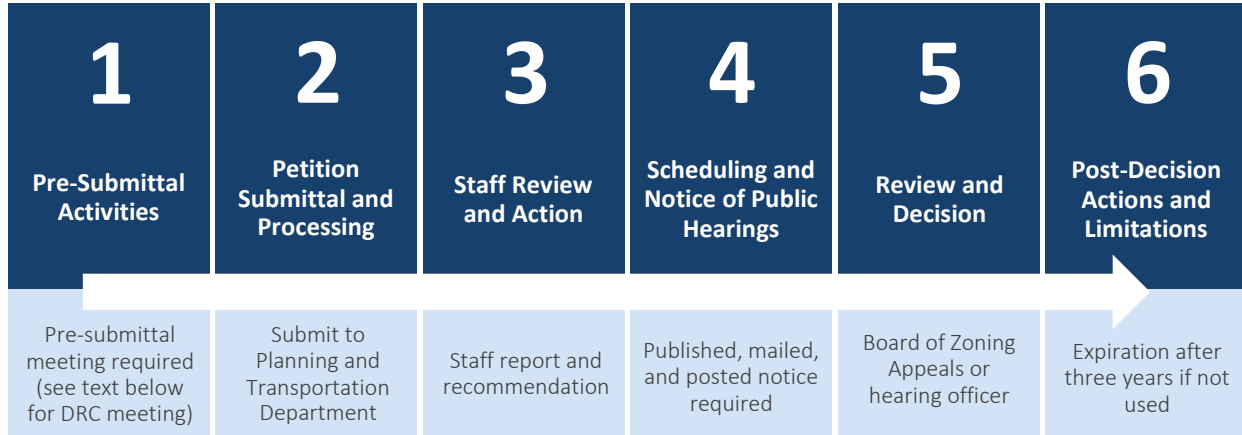 1
Pre-Submittal
Activities
Pre-submittal
meeting required
(see text below
for DRC meeting)
2
Petition
Submittal and
Processing
Submit to
Planning and
Transportation
Department
3
Staff Review
and Action
Staff report and
recommendation
4
Scheduling and
Notice of Public
Hearings
Published, mailed,
and posted notice
required
5
Review and
Decision
Board of Zoning
Appeals or
hearing officer
6
Post-Decision
Actions and
Limitations
Expiration after
three years if not
used